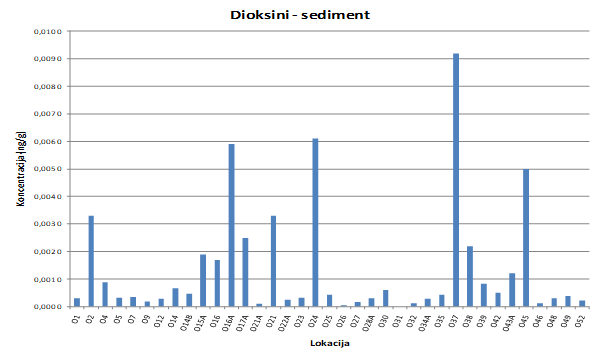 Dioksini - sediment
0,0100
0,0090
0,0080
0,0070
0,0060
0,0050
0,0040
0,0030
0,0020
0,0010
0,0000
Koncentracija (ng/g)
O1 O2 O4 O5 O7 O9 O12 O14 O14B O15A O16 O16A O17A O21A O21 O22A O23 O24 O25 O26 O27 O28A O30 O31 O32 O34A O35 O37 O38 O39 O42 O43A O45 O46 O48 O49 O52
Lokacija